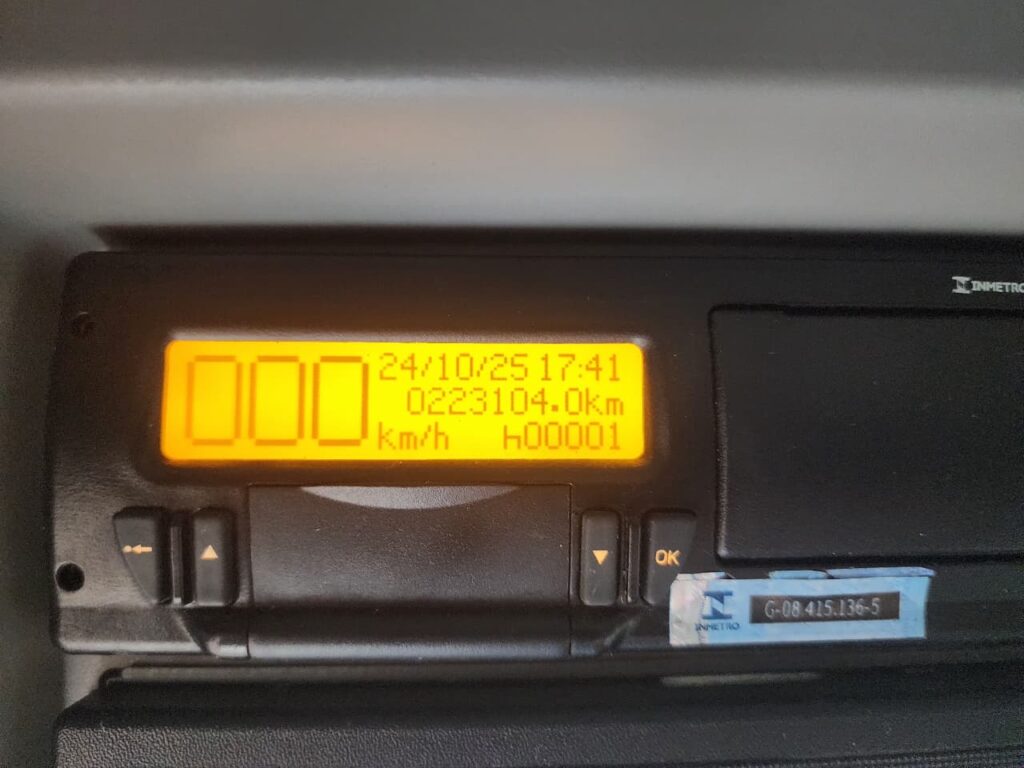 INMETRO
000
24/10/25 17:41
0223104.0km
km/h h00001
OK
INMETRO
G-08 415.136-5